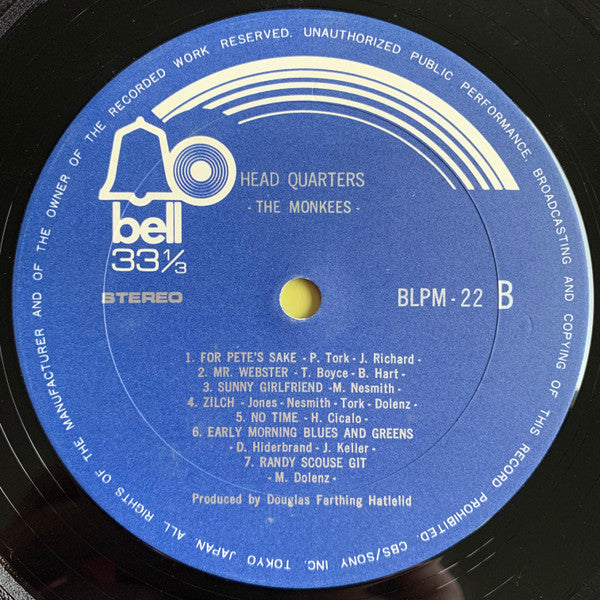 HEAD QUARTERS
- THE MONKEES -
bell
33 1/3
STEREO
BLPM - 22 B
1. FOR PETE'S SAKE - P. Tork - J. Richard -
2. MR. WEBSTER - T. Boyce - B. Hart -
3. SUNNY GIRLFRIEND - M. Nesmith -
4. ZILCH - Jones - Nesmith - Tork - Dolenz -
5. NO TIME - H. Cicalo -
6. EARLY MORNING BLUES AND GREENS
- D. Hiderbrand - J. Keller -
7. RANDY SCOUSE GIT
- M. Dolenz -
Produced by Douglas Farthing Hatlelid
ALL RIGHTS OF THE MANUFACTURER AND OF THE OWNER OF THE RECORDED WORK RESERVED. UNAUTHORIZED PUBLIC PERFORMANCE, BROADCASTING AND COPYING OF THIS RECORD PROHIBITED. CBS/SONY INC. TOKYO JAPAN